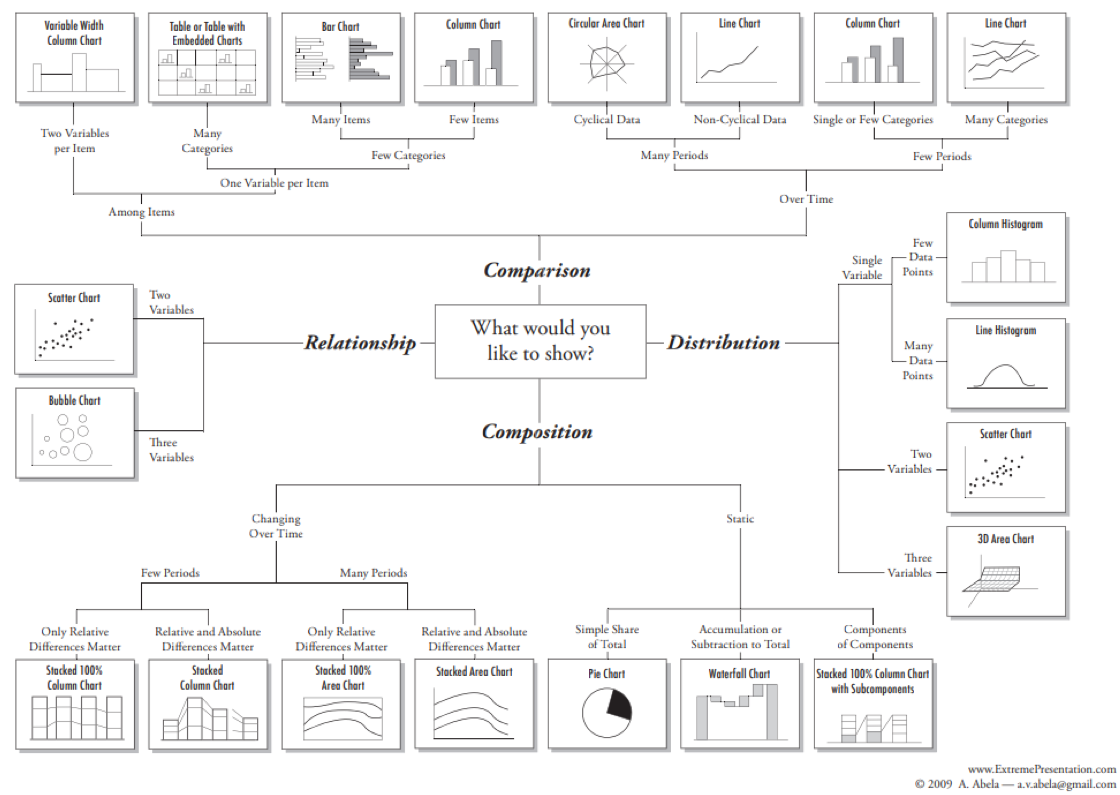 Variable Width
Column Chart
Table or Table with
Embedded Charts
Bar Chart
Column Chart
Circular Area Chart
Line Chart
Column Chart
Line Chart
Two Variables
per Item
Many
Categories
Many Items
Few Items
Cyclical Data
Non-Cyclical Data
Single or Few Categories
Many Categories
Few Categories
Many Periods
Few Periods
One Variable per Item
Over Time
Among Items
Comparison
What would you
like to show?
Relationship
Two
Variables
Scatter Chart
Bubble Chart
Three
Variables
Distribution
Single
Variable
Few
Data
Points
Column Histogram
Many
Data
Points
Line Histogram
Two
Variables
Scatter Chart
Three
Variables
3D Area Chart
Composition
Changing
Over Time
Static
Few Periods
Many Periods
Only Relative
Differences Matter
Relative and Absolute
Differences Matter
Only Relative
Differences Matter
Relative and Absolute
Differences Matter
Simple Share
of Total
Accumulation or
Subtraction to Total
Components
of Components
Stacked 100%
Column Chart
Stacked
Column Chart
Stacked 100%
Area Chart
Stacked Area Chart
Pie Chart
Waterfall Chart
Stacked 100% Column Chart
with Subcomponents
www.ExtremePresentation.com
© 2009 A. Abela — a.v.abela@gmail.com